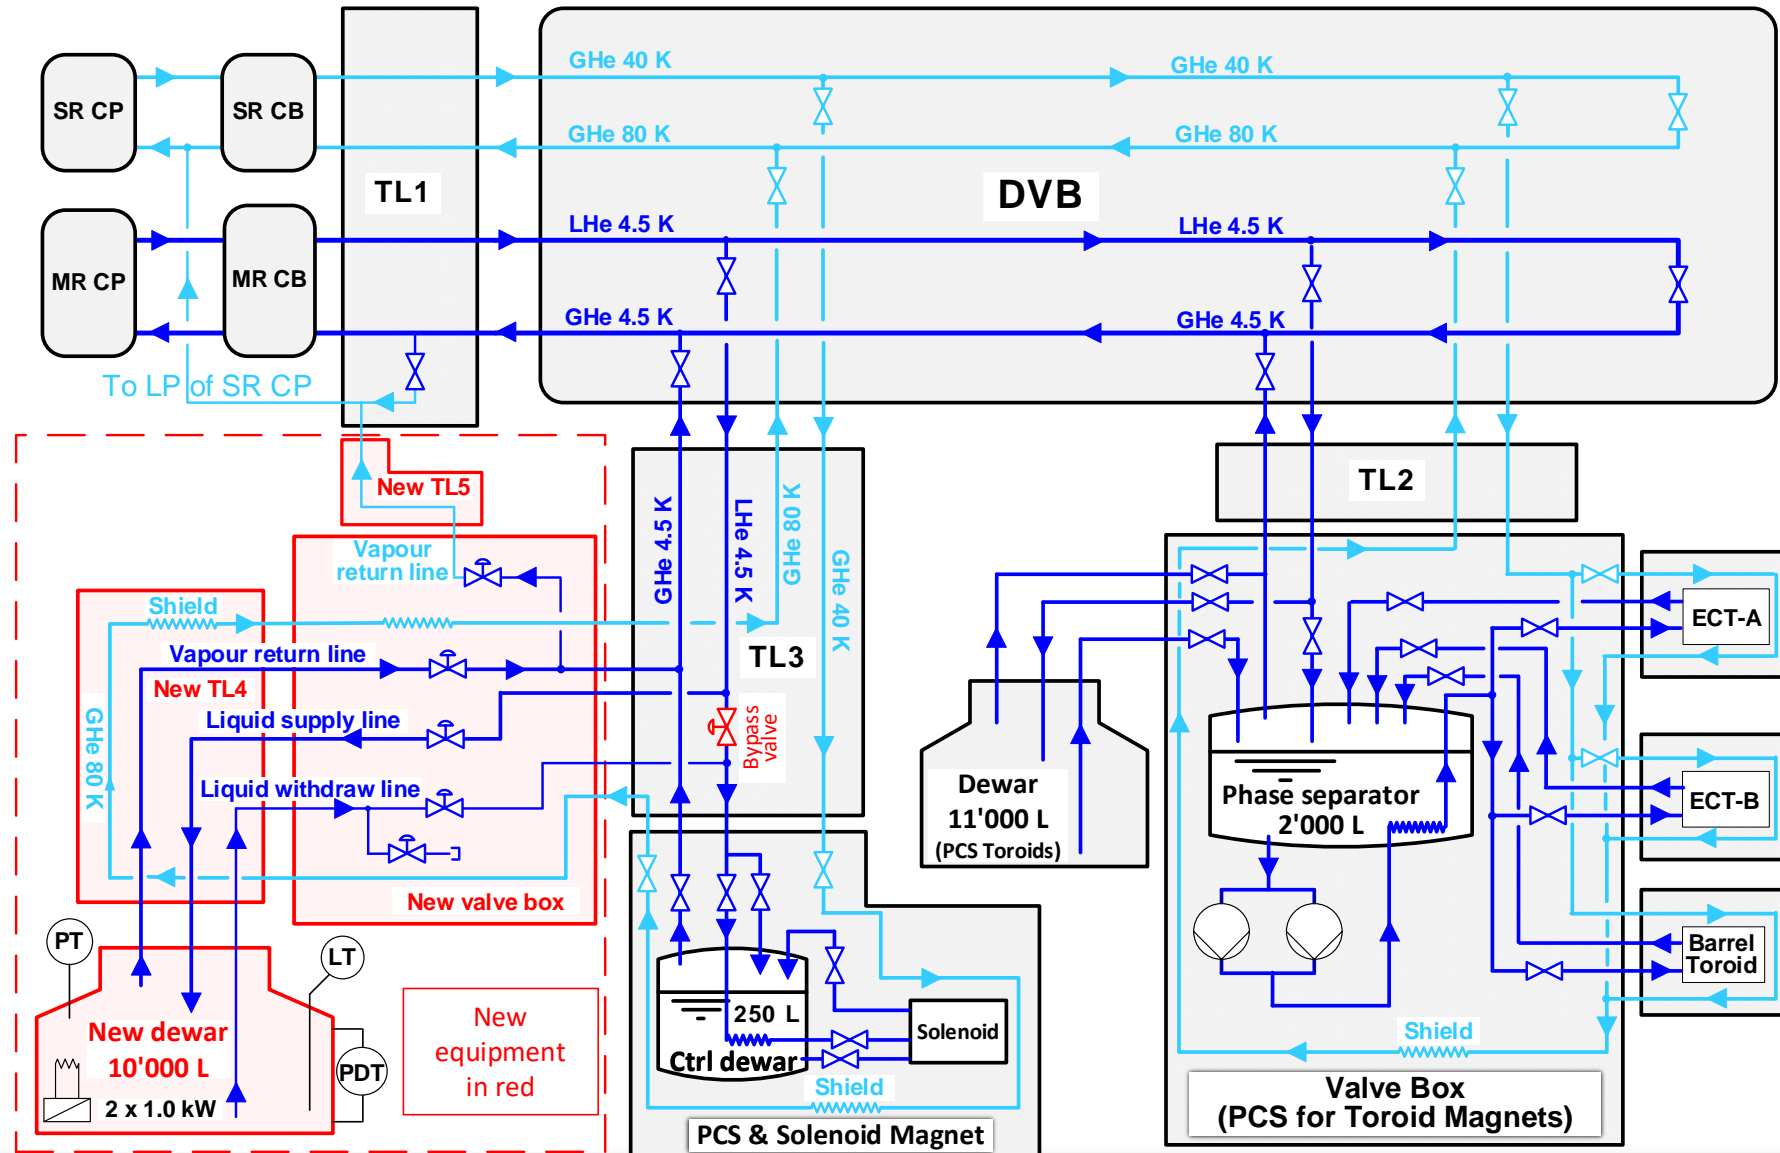 GHe 40 K
GHe 40 K
SR CP
SR CB
GHe 80 K
GHe 80 K
TL1
DVB
LHe 4.5 K
LHe 4.5 K
MR CP
MR CB
GHe 4.5 K
GHe 4.5 K
To LP of SR CP
New TL5
TL2
GHe 4.5 K
LHe 4.5 K
GHe 80 K
GHe 40 K
Vapour
return line
Shield
ECT-A
Vapour return line
TL3
New TL4
Liquid supply line
Bypass
valve
GHe 80 K
Liquid withdraw line
Dewar
11'000 L
(PCS Toroids)
Phase separator
2'000 L
ECT-B
New valve box
PT
LT
Barrel
Toroid
New dewar
10'000 L
PDT
2 x 1.0 kW
New
equipment
in red
250 L
Ctrl dewar
Solenoid
Shield
Shield
PCS & Solenoid Magnet
Valve Box
(PCS for Toroid Magnets)